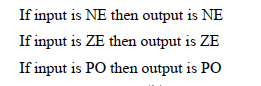 If input is NE then output is NE
If input is ZE then output is ZE
If input is PO then output is PO